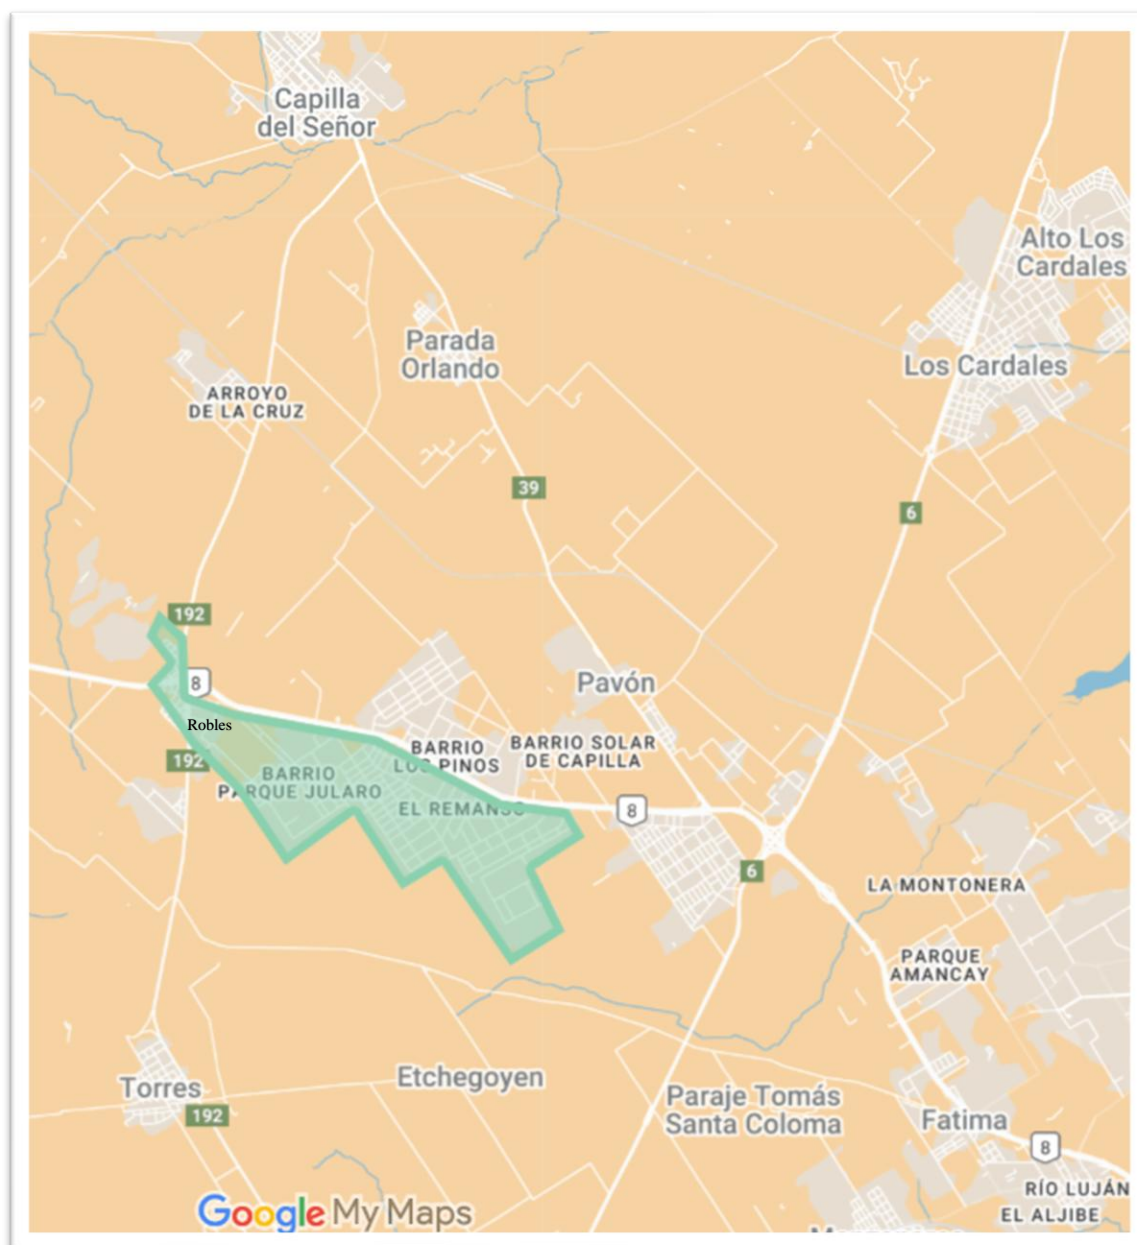 Capilla
del Señor
Alto Los
Cardales
Parada
Orlando
Los Cardales
ARROYO
DE LA CRUZ
39
6
192
8
Pavón
Robles
BARRIO
LOS PINOS
BARRIO SOLAR
DE CAPILLA
192
BARRIO
PARQUE JULARO
EL REMANSO
8
6
LA MONTONERA
PARQUE
AMANCAY
Etchegoyen
Torres
192
Paraje Tomás
Santa Coloma
Fatima
8
RÍO LUJÁN
EL ALJIBE
Google My Maps